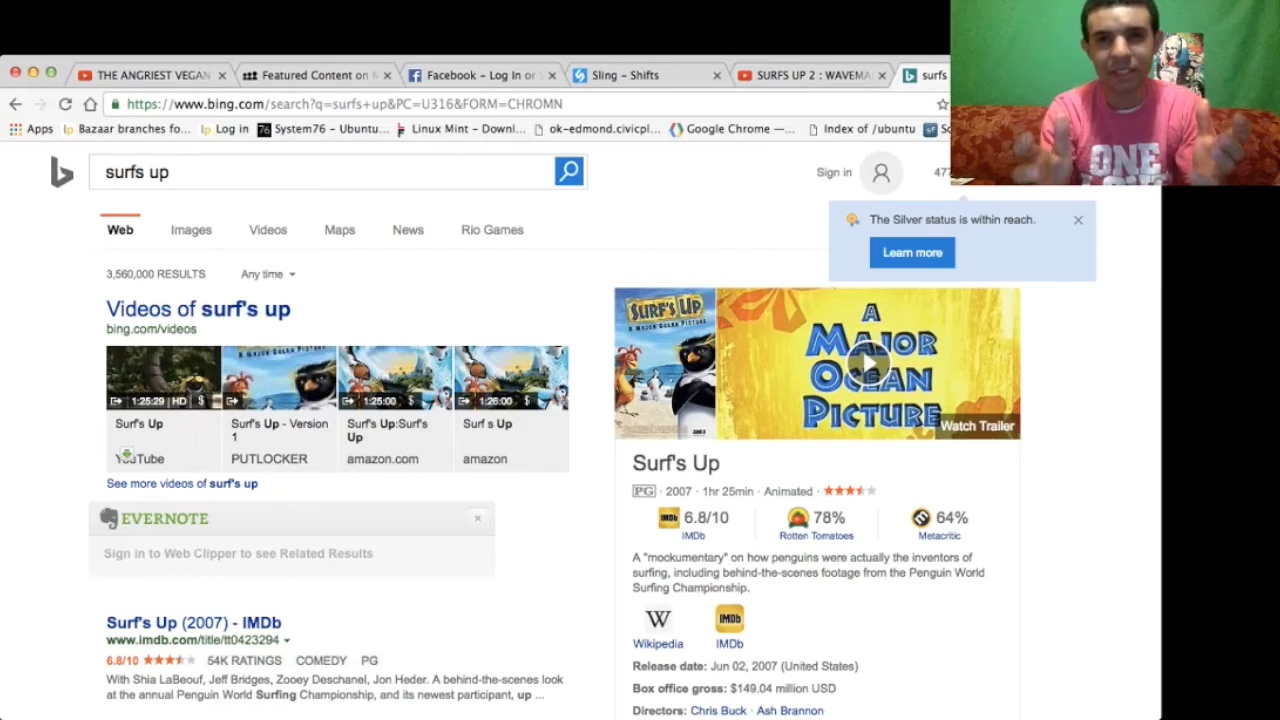 THE ANGRIEST VEGAN
Featured Content on M
Facebook – Log In or S
Sling – Shifts
SURFS UP 2 : WAVEMA
surfs
https://www.bing.com/search?q=surfs+up&PC=U316&FORM=CHROMN
Apps
Bazaar branches fo...
Log in
System76 - Ubuntu...
Linux Mint - Downl...
ok-edmond.civicpl...
Google Chrome —...
Index of /ubuntu
ONE
surfs up
Sign in
477
The Silver status is within reach.
Learn more
Web
Images
Videos
Maps
News
Rio Games
3,560,000 RESULTS
Any time
Videos of surf's up
bing.com/videos
1:25:29 HD $
1:25:00 $
1:26:00 $
Surf's Up
YouTube
Surf's Up - Version 1
PUTLOCKER
Surf's Up:Surf's Up
amazon.com
Surf s Up
amazon
See more videos of surf's up
EVERNOTE
Sign in to Web Clipper to see Related Results
Surf's Up (2007) - IMDb
www.imdb.com/title/tt0423294
6.8/10
54K RATINGS
COMEDY
PG
With Shia LaBeouf, Jeff Bridges, Zooey Deschanel, Jon Heder. A behind-the-scenes look
at the annual Penguin World Surfing Championship, and its newest participant, up ...
SURF'S UP
A MAJOR OCEAN PICTURE
A
MAJOR
OCEAN
PICTURE
Watch Trailer
Surf's Up
PG · 2007 · 1hr 25min · Animated ·
IMDb 6.8/10
IMDb
78%
Rotten Tomatoes
64%
Metacritic
A "mockumentary" on how penguins were actually the inventors of
surfing, including behind-the-scenes footage from the Penguin World
Surfing Championship.
W
Wikipedia
IMDb
IMDb
Release date: Jun 02, 2007 (United States)
Box office gross: $149.04 million USD
Directors: Chris Buck · Ash Brannon